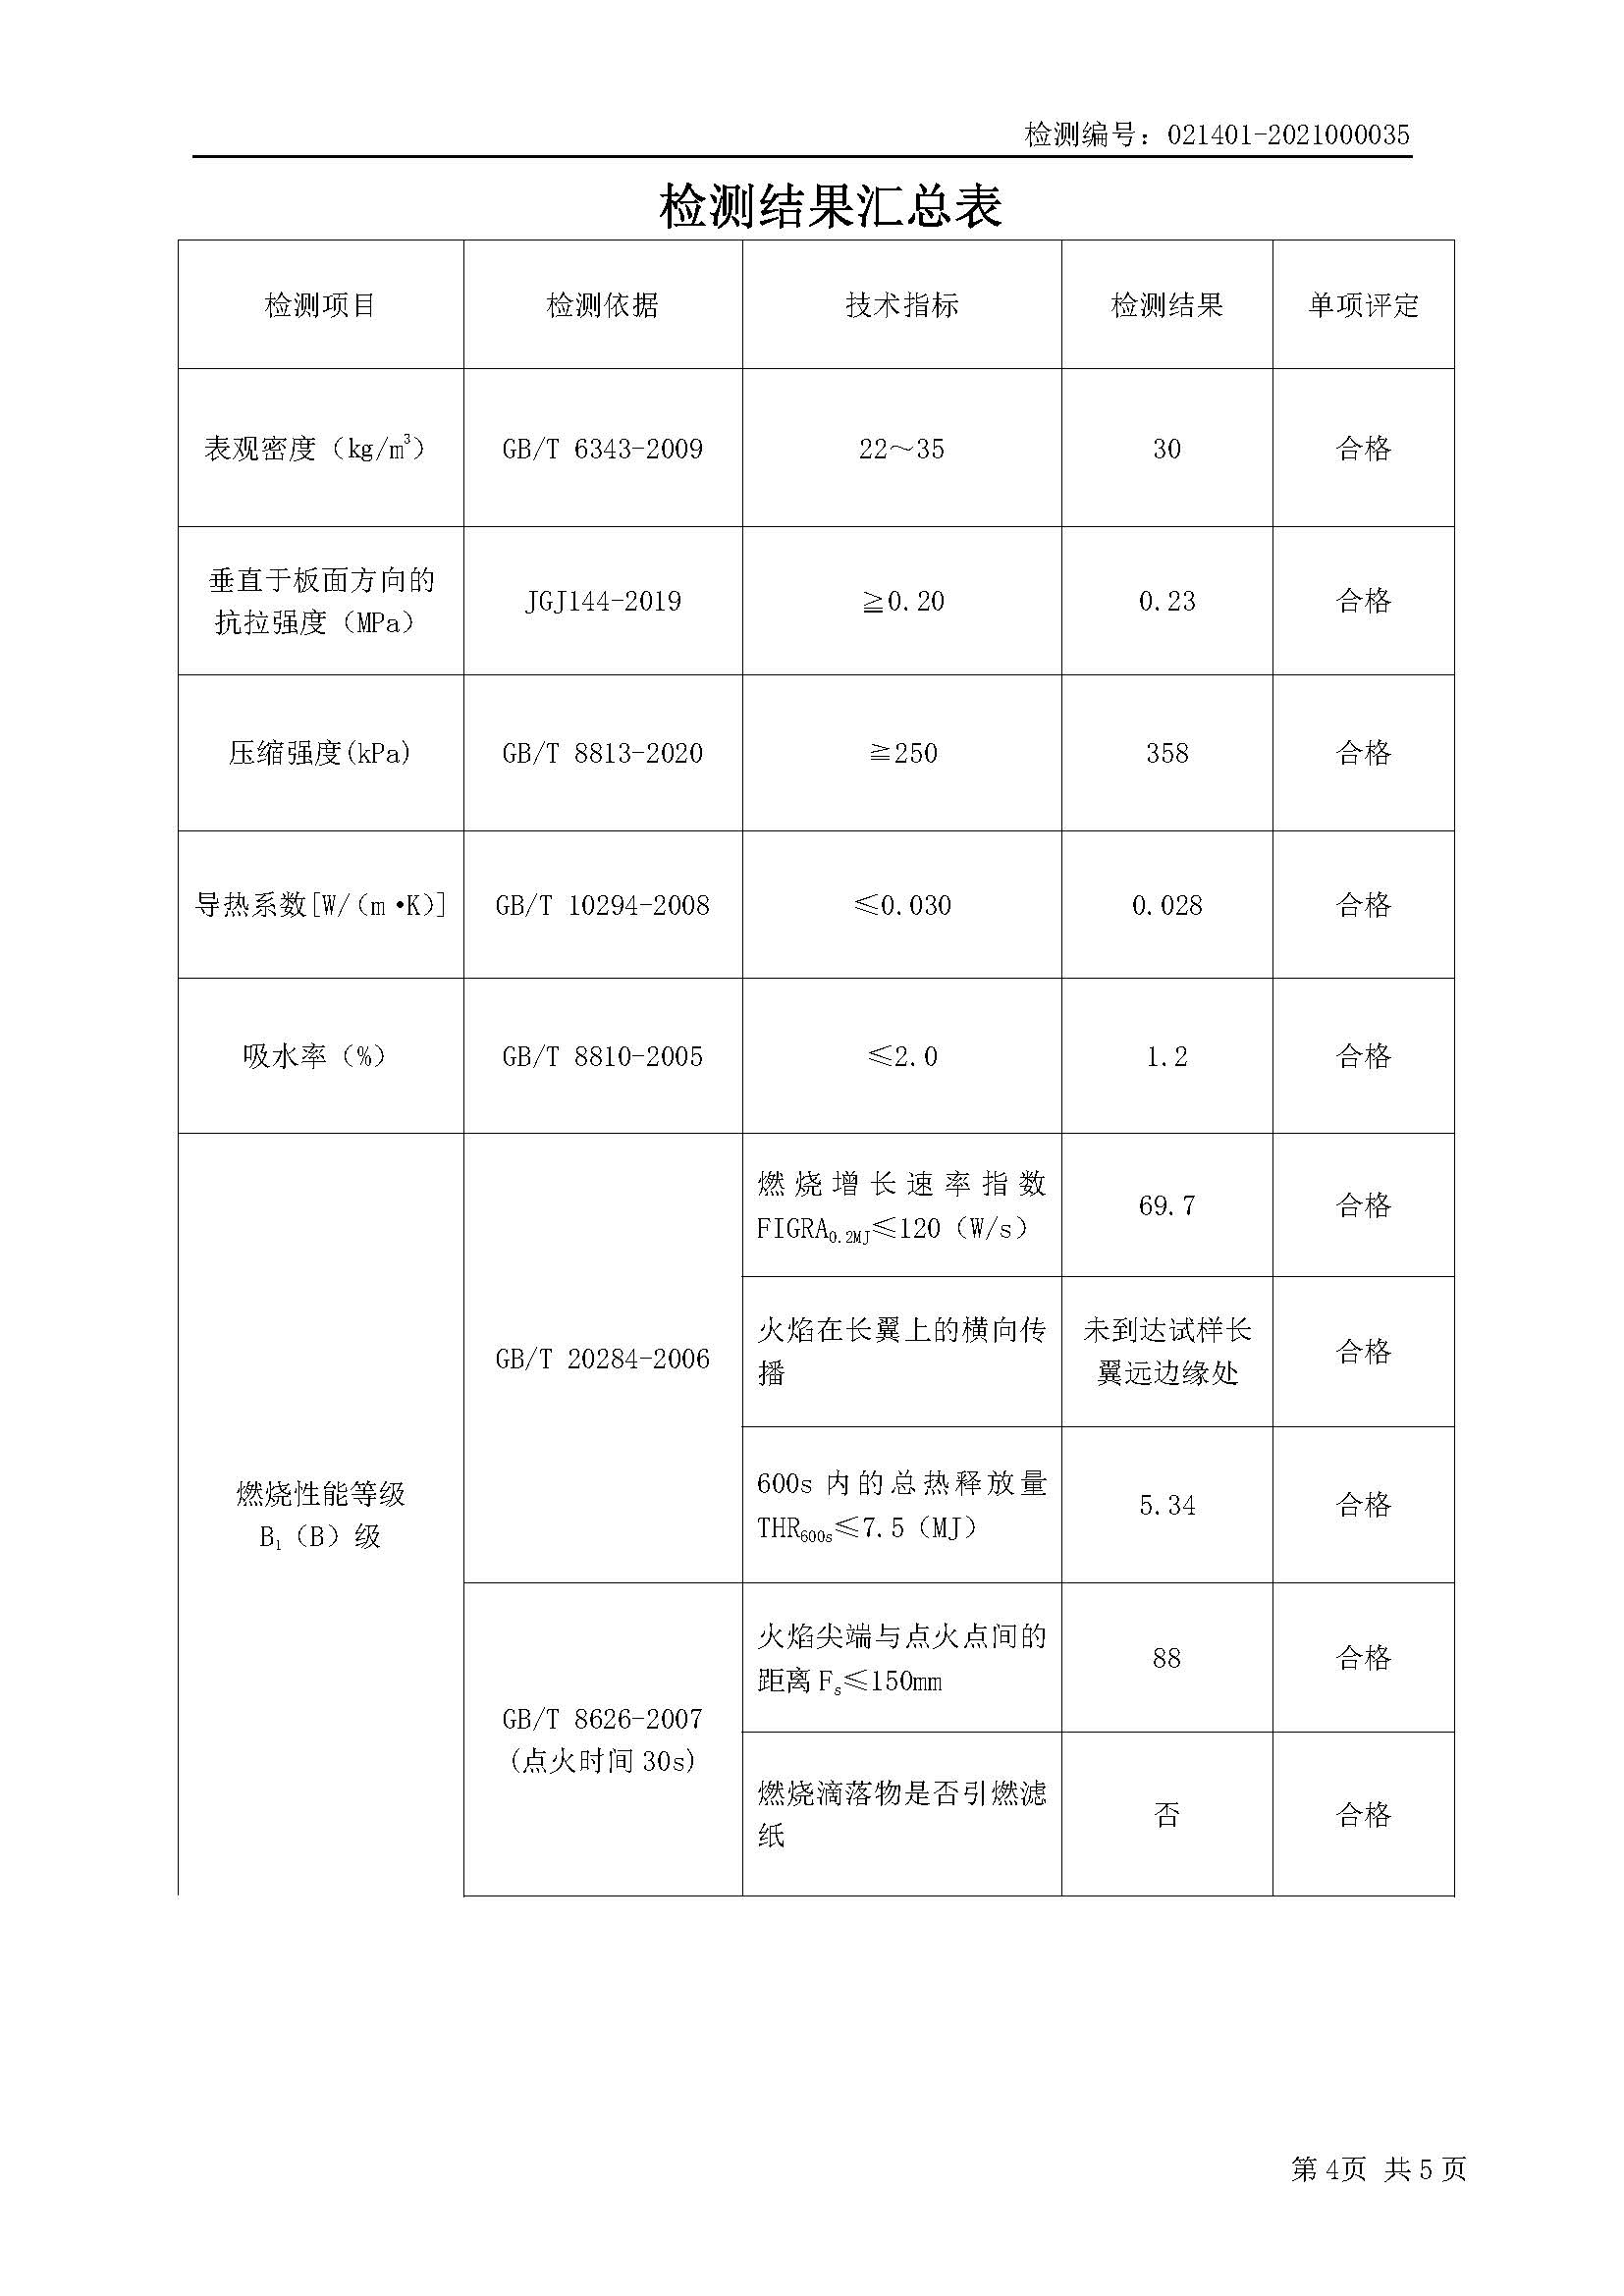 检测编号：021401-2021000035
检测结果汇总表
检测项目 检测依据 技术指标 检测结果 单项评定
表观密度（kg/m³） GB/T 6343-2009 22～35 30 合格
垂直于板面方向的
抗拉强度（MPa） JGJ144-2019 ≧0.20 0.23 合格
压缩强度(kPa) GB/T 8813-2020 ≧250 358 合格
导热系数[W/(m·K)] GB/T 10294-2008 ≤0.030 0.028 合格
吸水率（%） GB/T 8810-2005 ≤2.0 1.2 合格
燃烧性能等级
B₁（B）级
GB/T 20284-2006
燃烧增长速率指数
FIGRA0.2MJ≤120（W/s） 69.7 合格
火焰在长翼上的横向传
播
未到达试样长
翼远边缘处
合格
600s 内的总热释放量
THR600s≤7.5（MJ） 5.34 合格
GB/T 8626-2007
(点火时间 30s)
火焰尖端与点火点间的
距离 Fs≤150mm 88 合格
燃烧滴落物是否引燃滤
纸
否 合格
第 4页 共 5 页